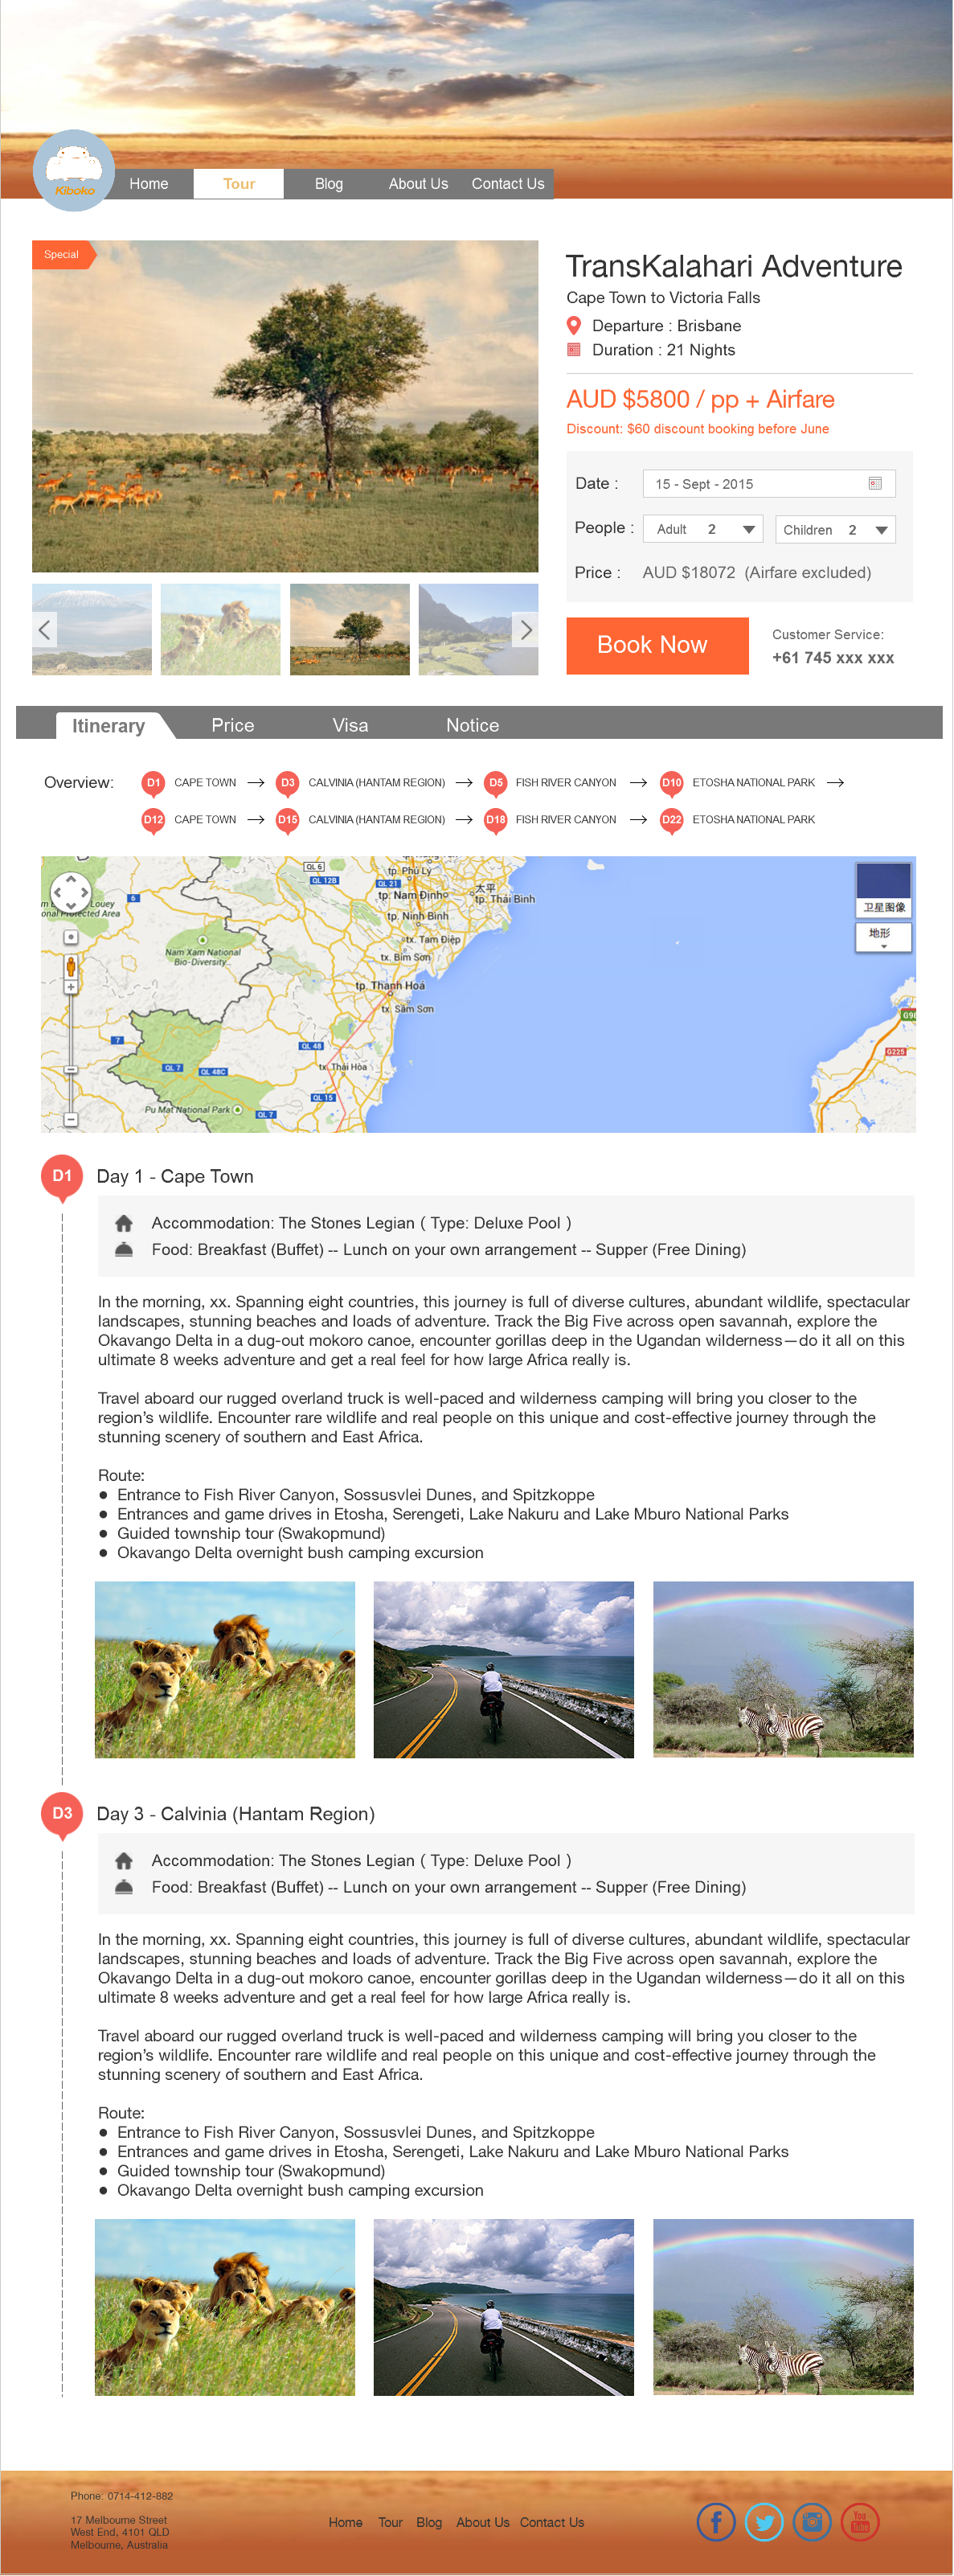 Kiboko
Home Tour Blog About Us Contact Us
Special
TransKalahari Adventure
Cape Town to Victoria Falls
Departure : Brisbane
Duration : 21 Nights
AUD $5800 / pp + Airfare
Discount: $60 discount booking before June
Date : 15 - Sept - 2015
People : Adult 2 Children 2
Price : AUD $18072 (Airfare excluded)
Book Now
Customer Service:
+61 745 xxx xxx
Itinerary Price Visa Notice
Overview: D1 CAPE TOWN → D3 CALVINIA (HANTAM REGION) → D5 FISH RIVER CANYON → D10 ETOSHA NATIONAL PARK →
D12 CAPE TOWN → D15 CALVINIA (HANTAM REGION) → D18 FISH RIVER CANYON → D22 ETOSHA NATIONAL PARK
tp. Phủ Lý
QL 6
QL 12B
QL 21
太平
tp. Nam Định
tp. Thái Bình
6
Louey
Protected Area
tp. Ninh Bình
卫星图像
tx. Tam Điệp
地形
Nam Xam National
Bio-Diversity...
tx. Bỉm Sơn
tp. Thanh Hoá
tx. Sầm Sơn
7
QL 48
G225
QL 7
QL 48C
tx. Thái Hòa
QL 15
Pu Mat National Park
QL 7
D1 Day 1 - Cape Town
Accommodation: The Stones Legian ( Type: Deluxe Pool )
Food: Breakfast (Buffet) -- Lunch on your own arrangement -- Supper (Free Dining)
In the morning, xx. Spanning eight countries, this journey is full of diverse cultures, abundant wildlife, spectacular
landscapes, stunning beaches and loads of adventure. Track the Big Five across open savannah, explore the
Okavango Delta in a dug-out mokoro canoe, encounter gorillas deep in the Ugandan wilderness—do it all on this
ultimate 8 weeks adventure and get a real feel for how large Africa really is.
Travel aboard our rugged overland truck is well-paced and wilderness camping will bring you closer to the
region’s wildlife. Encounter rare wildlife and real people on this unique and cost-effective journey through the
stunning scenery of southern and East Africa.
Route:
● Entrance to Fish River Canyon, Sossusvlei Dunes, and Spitzkoppe
● Entrances and game drives in Etosha, Serengeti, Lake Nakuru and Lake Mburo National Parks
● Guided township tour (Swakopmund)
● Okavango Delta overnight bush camping excursion
D3 Day 3 - Calvinia (Hantam Region)
Accommodation: The Stones Legian ( Type: Deluxe Pool )
Food: Breakfast (Buffet) -- Lunch on your own arrangement -- Supper (Free Dining)
In the morning, xx. Spanning eight countries, this journey is full of diverse cultures, abundant wildlife, spectacular
landscapes, stunning beaches and loads of adventure. Track the Big Five across open savannah, explore the
Okavango Delta in a dug-out mokoro canoe, encounter gorillas deep in the Ugandan wilderness—do it all on this
ultimate 8 weeks adventure and get a real feel for how large Africa really is.
Travel aboard our rugged overland truck is well-paced and wilderness camping will bring you closer to the
region’s wildlife. Encounter rare wildlife and real people on this unique and cost-effective journey through the
stunning scenery of southern and East Africa.
Route:
● Entrance to Fish River Canyon, Sossusvlei Dunes, and Spitzkoppe
● Entrances and game drives in Etosha, Serengeti, Lake Nakuru and Lake Mburo National Parks
● Guided township tour (Swakopmund)
● Okavango Delta overnight bush camping excursion
Phone: 0714-412-882
17 Melbourne Street
West End, 4101 QLD
Melbourne, Australia
Home Tour Blog About Us Contact Us
You
Tube